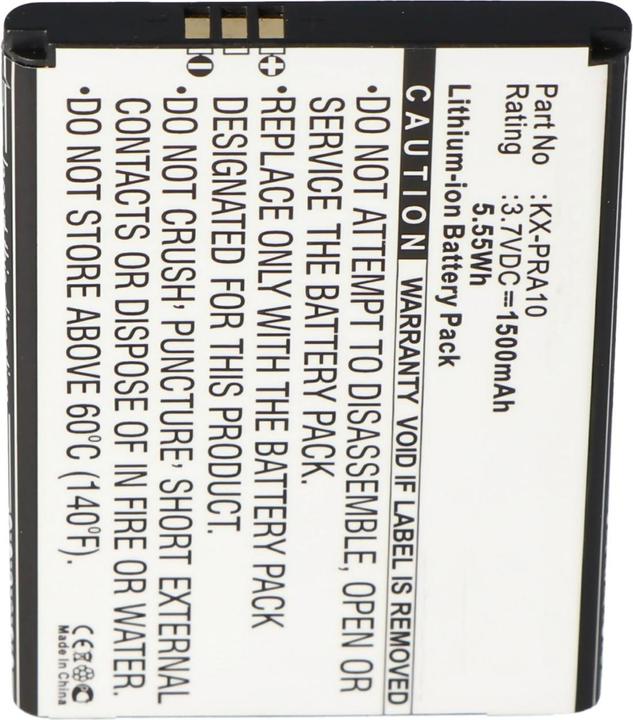 Part No :KX-PRA10
Rating :3.7VDC⎓1500mAh
5.55Wh
Lithium-ion Battery Pack
CAUTION WARRANTY VOID IF LABEL IS REMOVED
•DO NOT ATTEMPT TO DISASSEMBLE, OPEN OR
SERVICE THE BATTERY PACK.
•REPLACE ONLY WITH THE BATTERY PACK
DESIGNATED FOR THIS PRODUCT.
•DO NOT CRUSH, PUNCTURE, SHORT EXTERNAL
CONTACTS OR DISPOSE OF IN FIRE OR WATER.
•DO NOT STORE ABOVE 60°C (140°F).
+
-
CE
Made In China